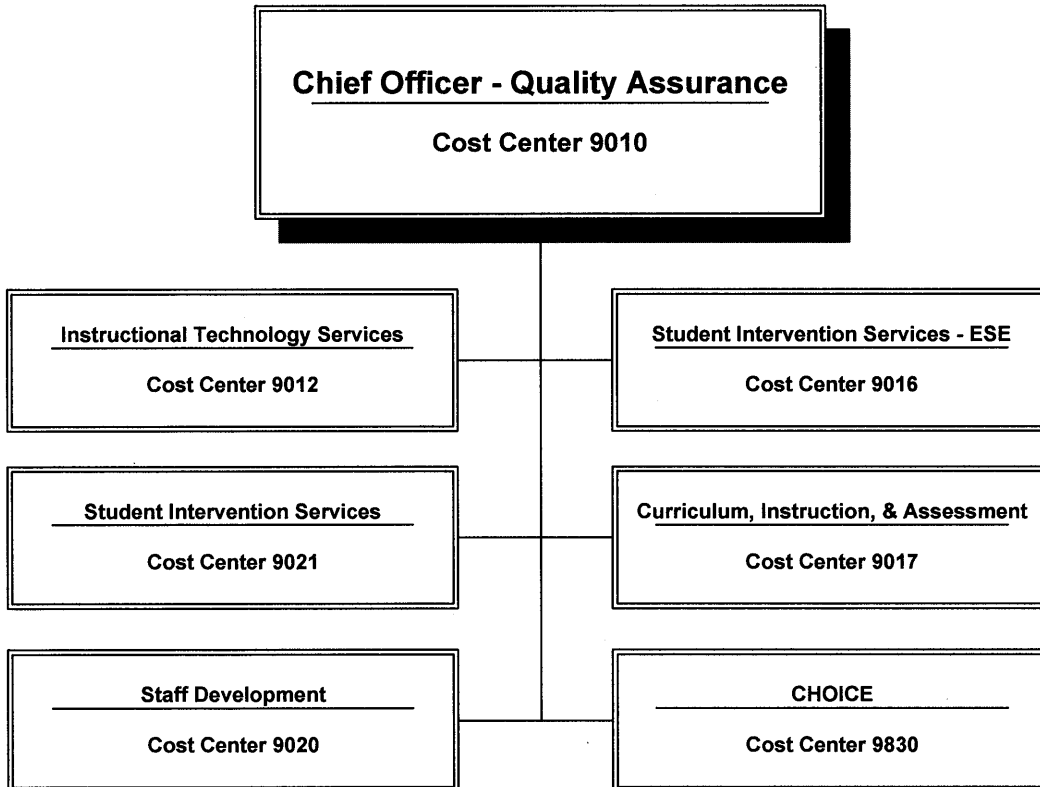 Chief Officer - Quality Assurance
Cost Center 9010
Instructional Technology Services
Cost Center 9012
Student Intervention Services - ESE
Cost Center 9016
Student Intervention Services
Cost Center 9021
Curriculum, Instruction, & Assessment
Cost Center 9017
Staff Development
Cost Center 9020
CHOICE
Cost Center 9830